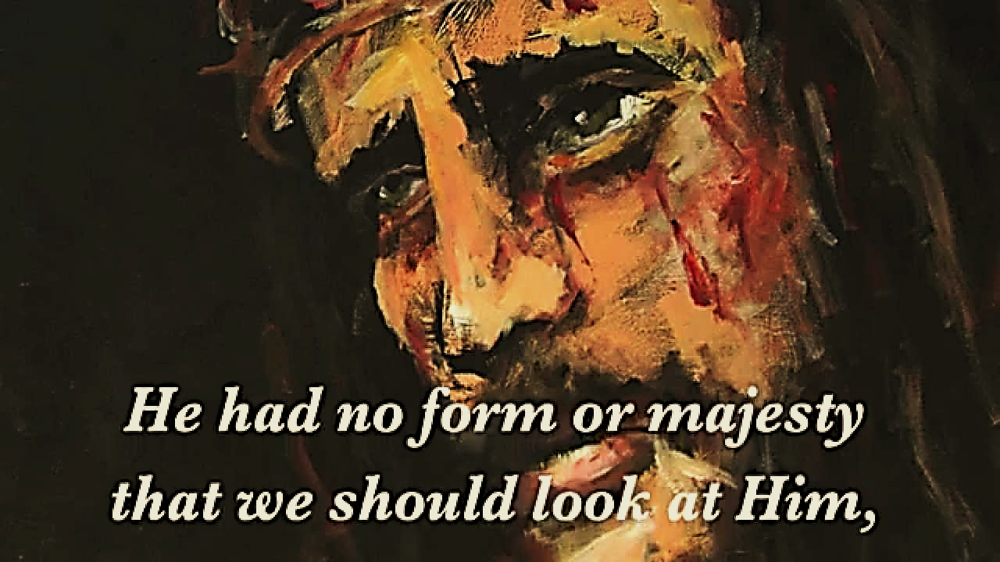 He had no form or majesty
that we should look at Him,